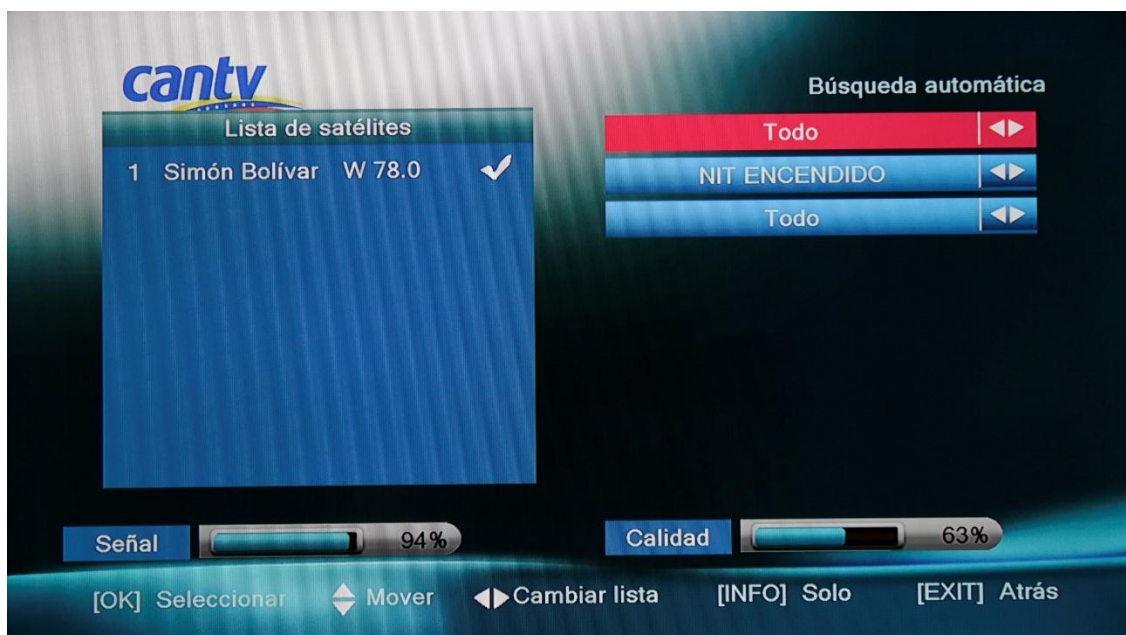 cantv
Búsqueda automática
Lista de satélites
1 Simón Bolívar W 78.0
Todo
NIT ENCENDIDO
Todo
Señal 94%
Calidad 63%
[OK] Seleccionar Mover Cambiar lista [INFO] Solo [EXIT] Atrás